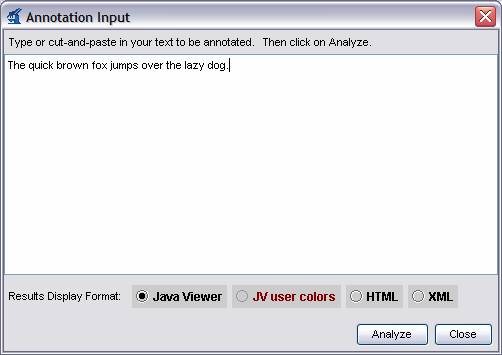 Annotation Input
Type or cut-and-paste in your text to be annotated.  Then click on Analyze.
The quick brown fox jumps over the lazy dog.
Results Display Format: Java Viewer JV user colors HTML XML
Analyze Close